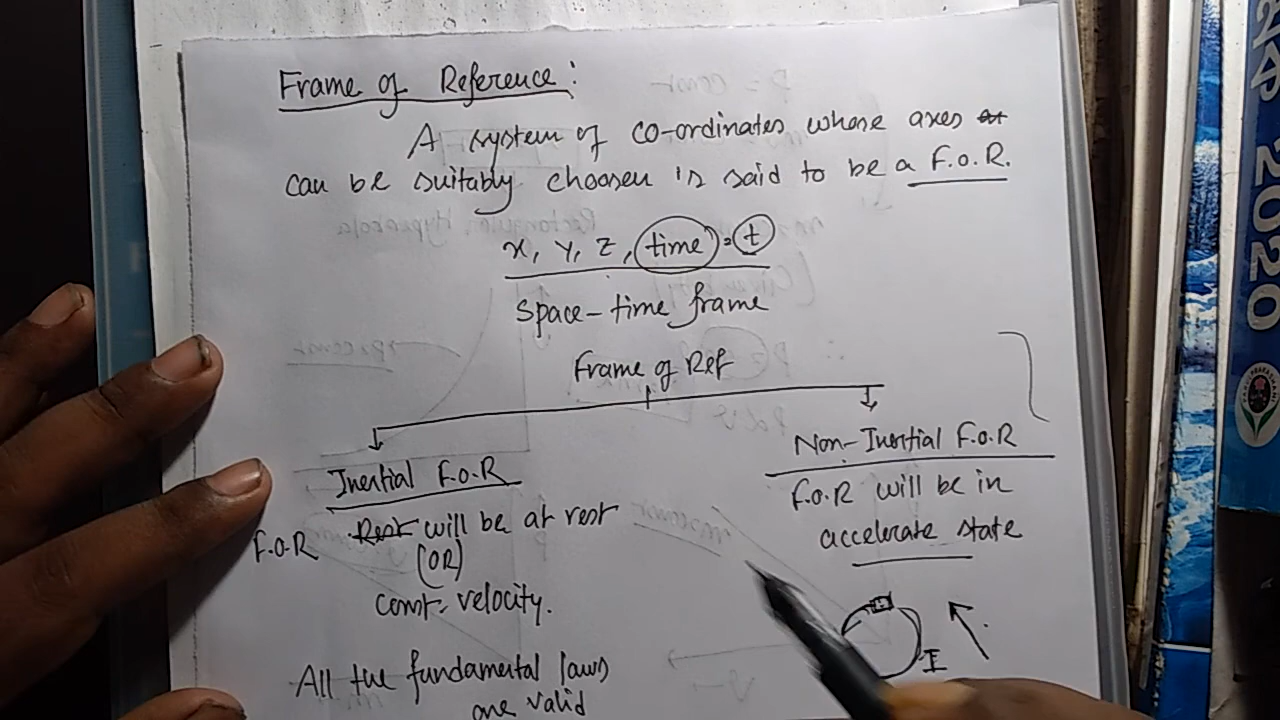 Frame of Reference:
A system of co-ordinates whose axes
can be suitably choosen is said to be a F.O.R.
x, y, z, time = t
space-time frame
Frame of Ref
Inertial F.O.R
F.O.R Rest will be at rest
(OR)
const. velocity.
All the fundamental laws
are valid
Non-Inertial F.O.R
F.O.R will be in
accelerate state
I
2020